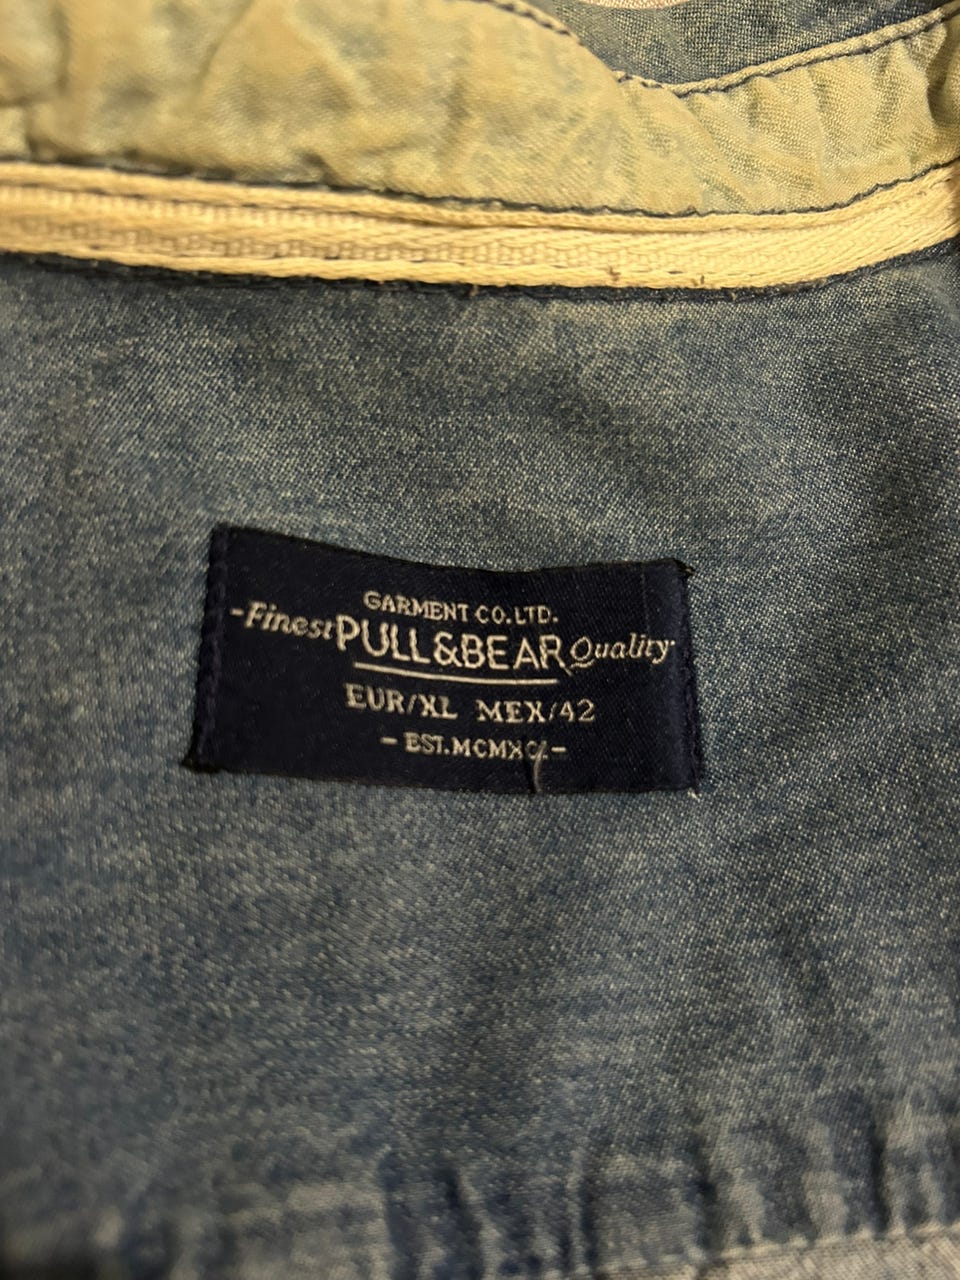 GARMENT CO. LTD.
-Finest PULL&BEAR Quality-
EUR/XL MEX/42
- EST. MCMXCI -